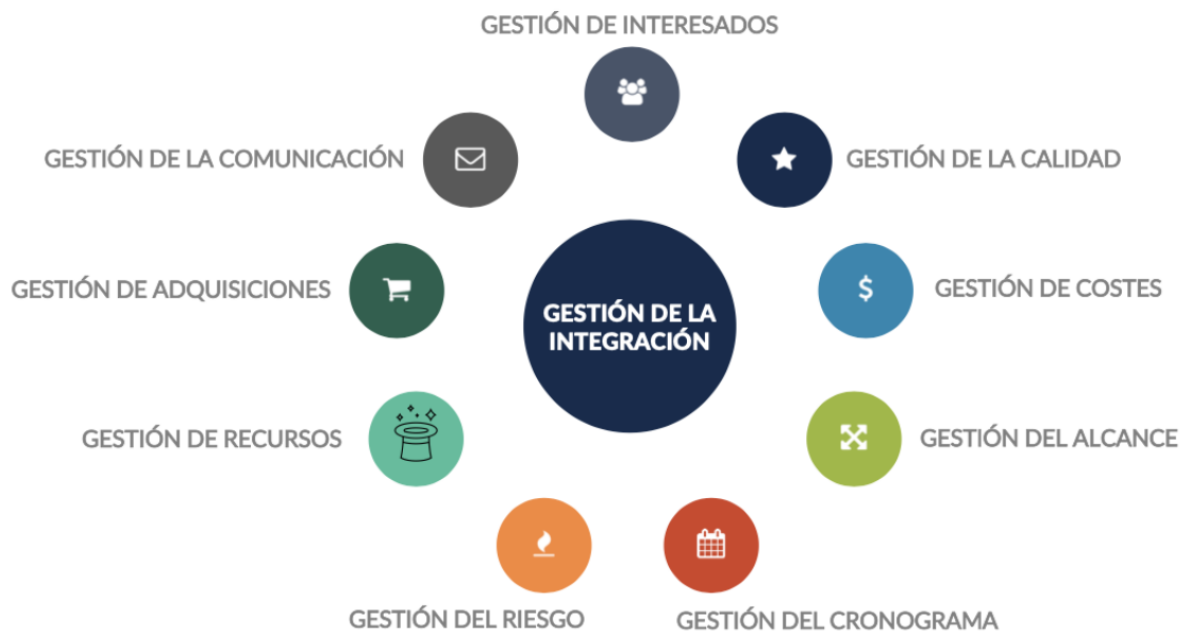 GESTIÓN DE INTERESADOS
GESTIÓN DE LA COMUNICACIÓN
GESTIÓN DE LA CALIDAD
GESTIÓN DE ADQUISICIONES
$
GESTIÓN DE COSTES
GESTIÓN DE LA
INTEGRACIÓN
GESTIÓN DE RECURSOS
GESTIÓN DEL ALCANCE
GESTIÓN DEL RIESGO
GESTIÓN DEL CRONOGRAMA